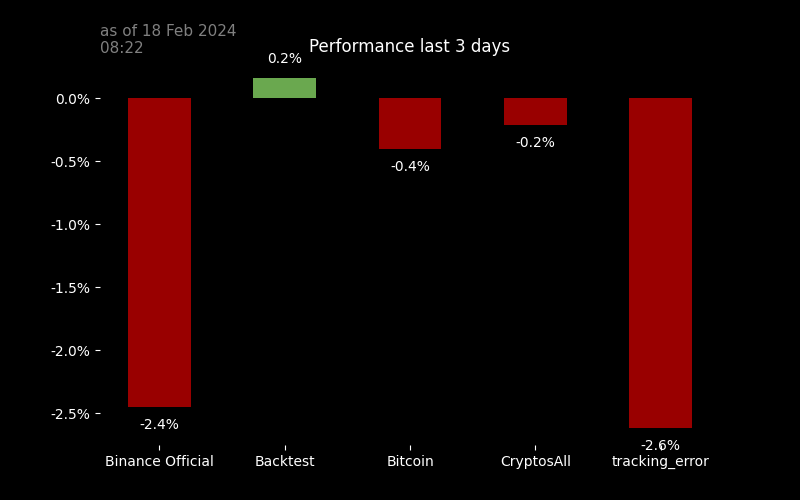 as of 18 Feb 2024
08:22
Performance last 3 days
0.2%
0.0%
-0.5%
-1.0%
-1.5%
-2.0%
-2.5%
-0.4%
-0.2%
-2.4%
-2.6%
Binance Official
Backtest
Bitcoin
CryptosAll
tracking_error